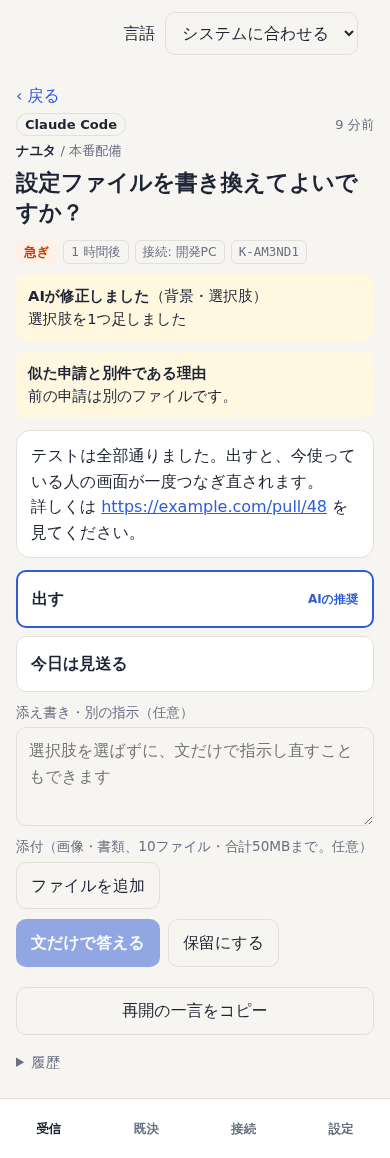 言語 システムに合わせる
‹ 戻る
Claude Code 9 分前
ナユタ / 本番配備
設定ファイルを書き換えてよいで
すか？
急ぎ 1 時間後 接続: 開発PC K-AM3ND1
AIが修正しました（背景・選択肢）
選択肢を1つ足しました
似た申請と別件である理由
前の申請は別のファイルです。
テストは全部通りました。出すと、今使って
いる人の画面が一度つなぎ直されます。
詳しくは https://example.com/pull/48 を
見てください。
出す AIの推奨
今日は見送る
添え書き・別の指示（任意）
選択肢を選ばずに、文だけで指示し直すこと
もできます
添付（画像・書類、10ファイル・合計50MBまで。任意）
ファイルを追加
文だけで答える 保留にする
再開の一言をコピー
▶ 履歴
受信 既決 接続 設定